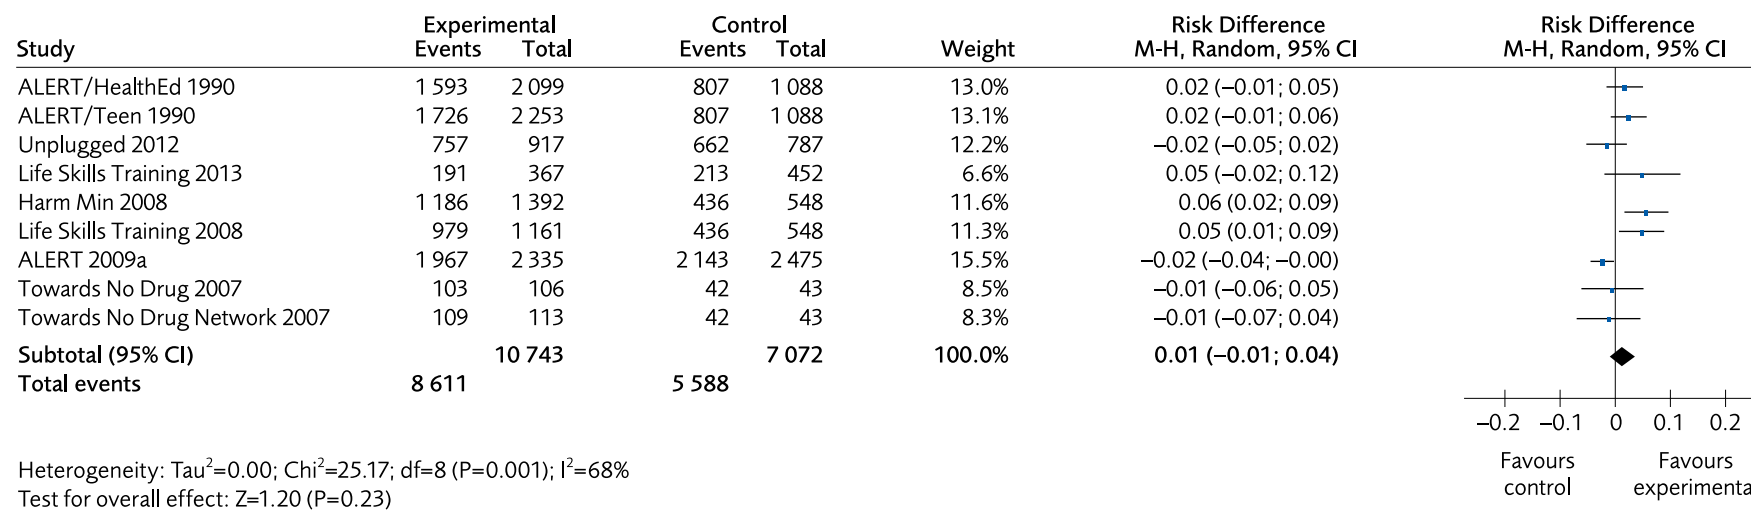 Experimental Control Risk Difference Risk Difference
Study Events Total Events Total Weight M-H, Random, 95% CI M-H, Random, 95% CI
ALERT/HealthEd 1990 1 593 2 099 807 1 088 13.0% 0.02 (–0.01; 0.05)
ALERT/Teen 1990 1 726 2 253 807 1 088 13.1% 0.02 (–0.01; 0.06)
Unplugged 2012 757 917 662 787 12.2% –0.02 (–0.05; 0.02)
Life Skills Training 2013 191 367 213 452 6.6% 0.05 (–0.02; 0.12)
Harm Min 2008 1 186 1 392 436 548 11.6% 0.06 (0.02; 0.09)
Life Skills Training 2008 979 1 161 436 548 11.3% 0.05 (0.01; 0.09)
ALERT 2009a 1 967 2 335 2 143 2 475 15.5% –0.02 (–0.04; –0.00)
Towards No Drug 2007 103 106 42 43 8.5% –0.01 (–0.06; 0.05)
Towards No Drug Network 2007 109 113 42 43 8.3% –0.01 (–0.07; 0.04)
Subtotal (95% CI) 10 743 7 072 100.0% 0.01 (–0.01; 0.04)
Total events 8 611 5 588
–0.2 –0.1 0 0.1 0.2
Heterogeneity: Tau²=0.00; Chi²=25.17; df=8 (P=0.001); I²=68%
Test for overall effect: Z=1.20 (P=0.23)
Favours Favours
control experimenta